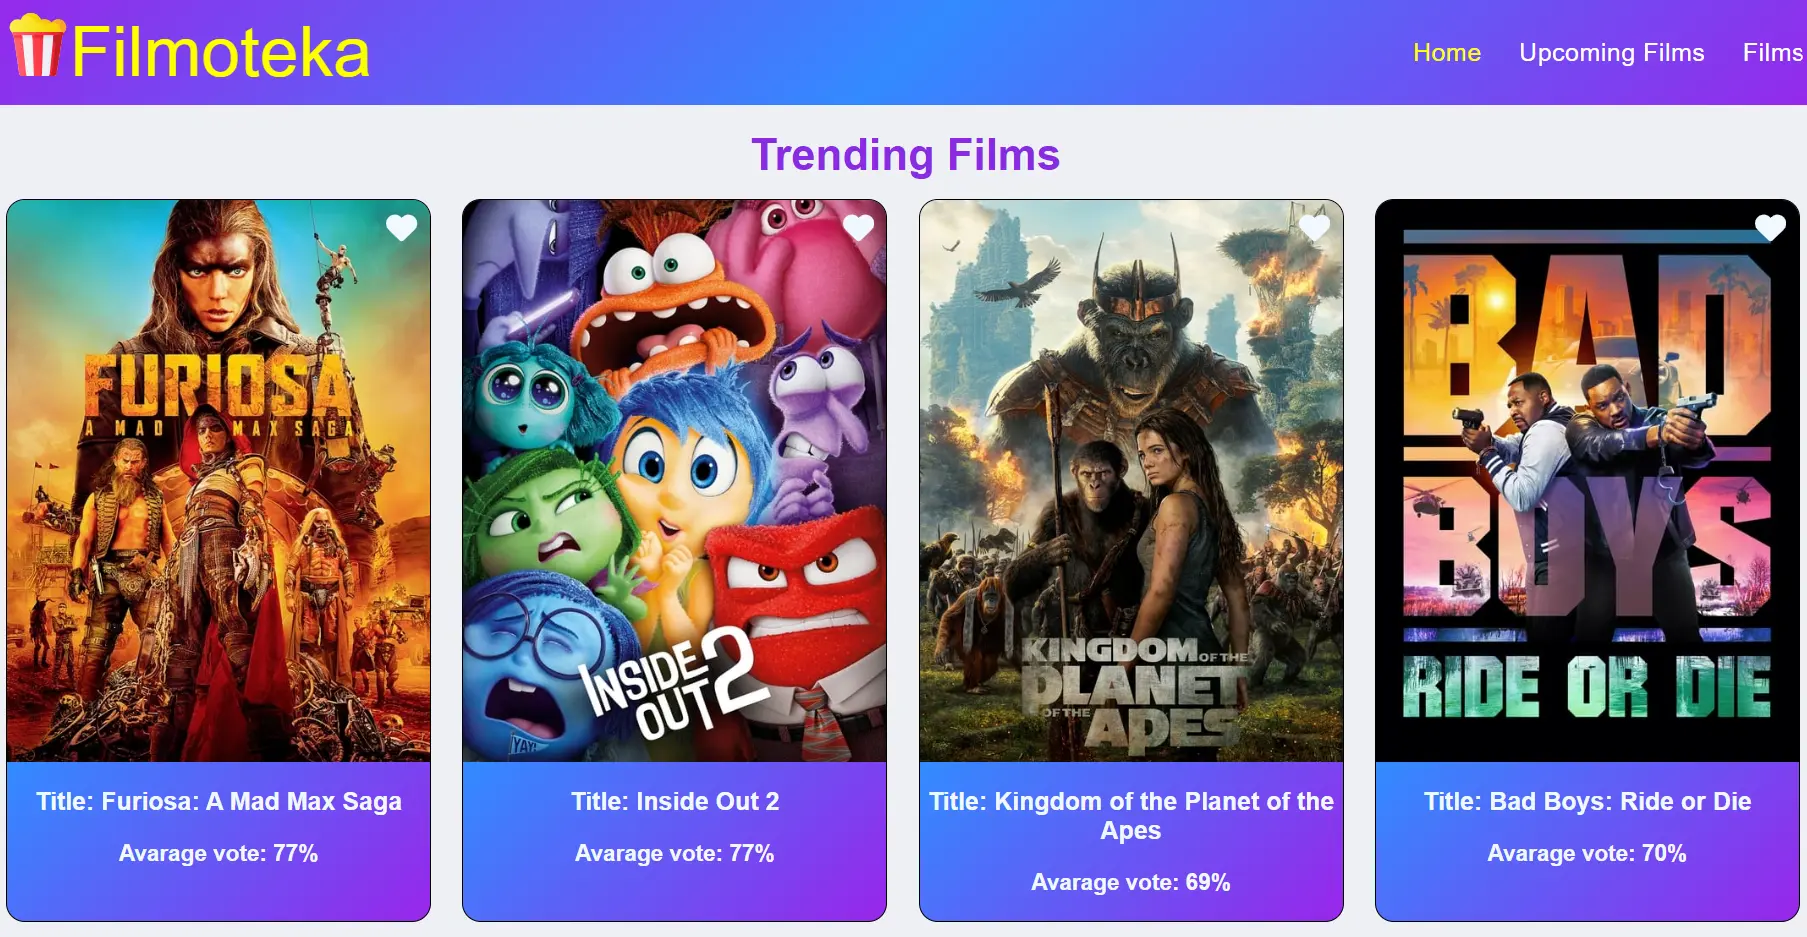 Filmoteka
Home Upcoming Films Films
Trending Films
FURIOSA
A MAD MAX SAGA
Title: Furiosa: A Mad Max Saga
Avarage vote: 77%
YAY!
INSIDE
OUT 2
Title: Inside Out 2
Avarage vote: 77%
KINGDOM OF THE
PLANET
OF THE
APES
Title: Kingdom of the Planet of the
Apes
Avarage vote: 69%
BAD
BOYS
RIDE OR DIE
Title: Bad Boys: Ride or Die
Avarage vote: 70%